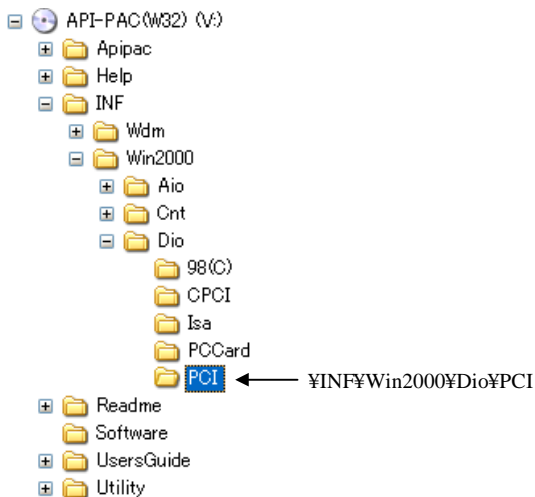 API-PAC(W32) (V:)
Apipac
Help
INF
Wdm
Win2000
Aio
Cnt
Dio
98(C)
CPCI
Isa
PCCard
PCI ¥INF¥Win2000¥Dio¥PCI
Readme
Software
UsersGuide
Utility